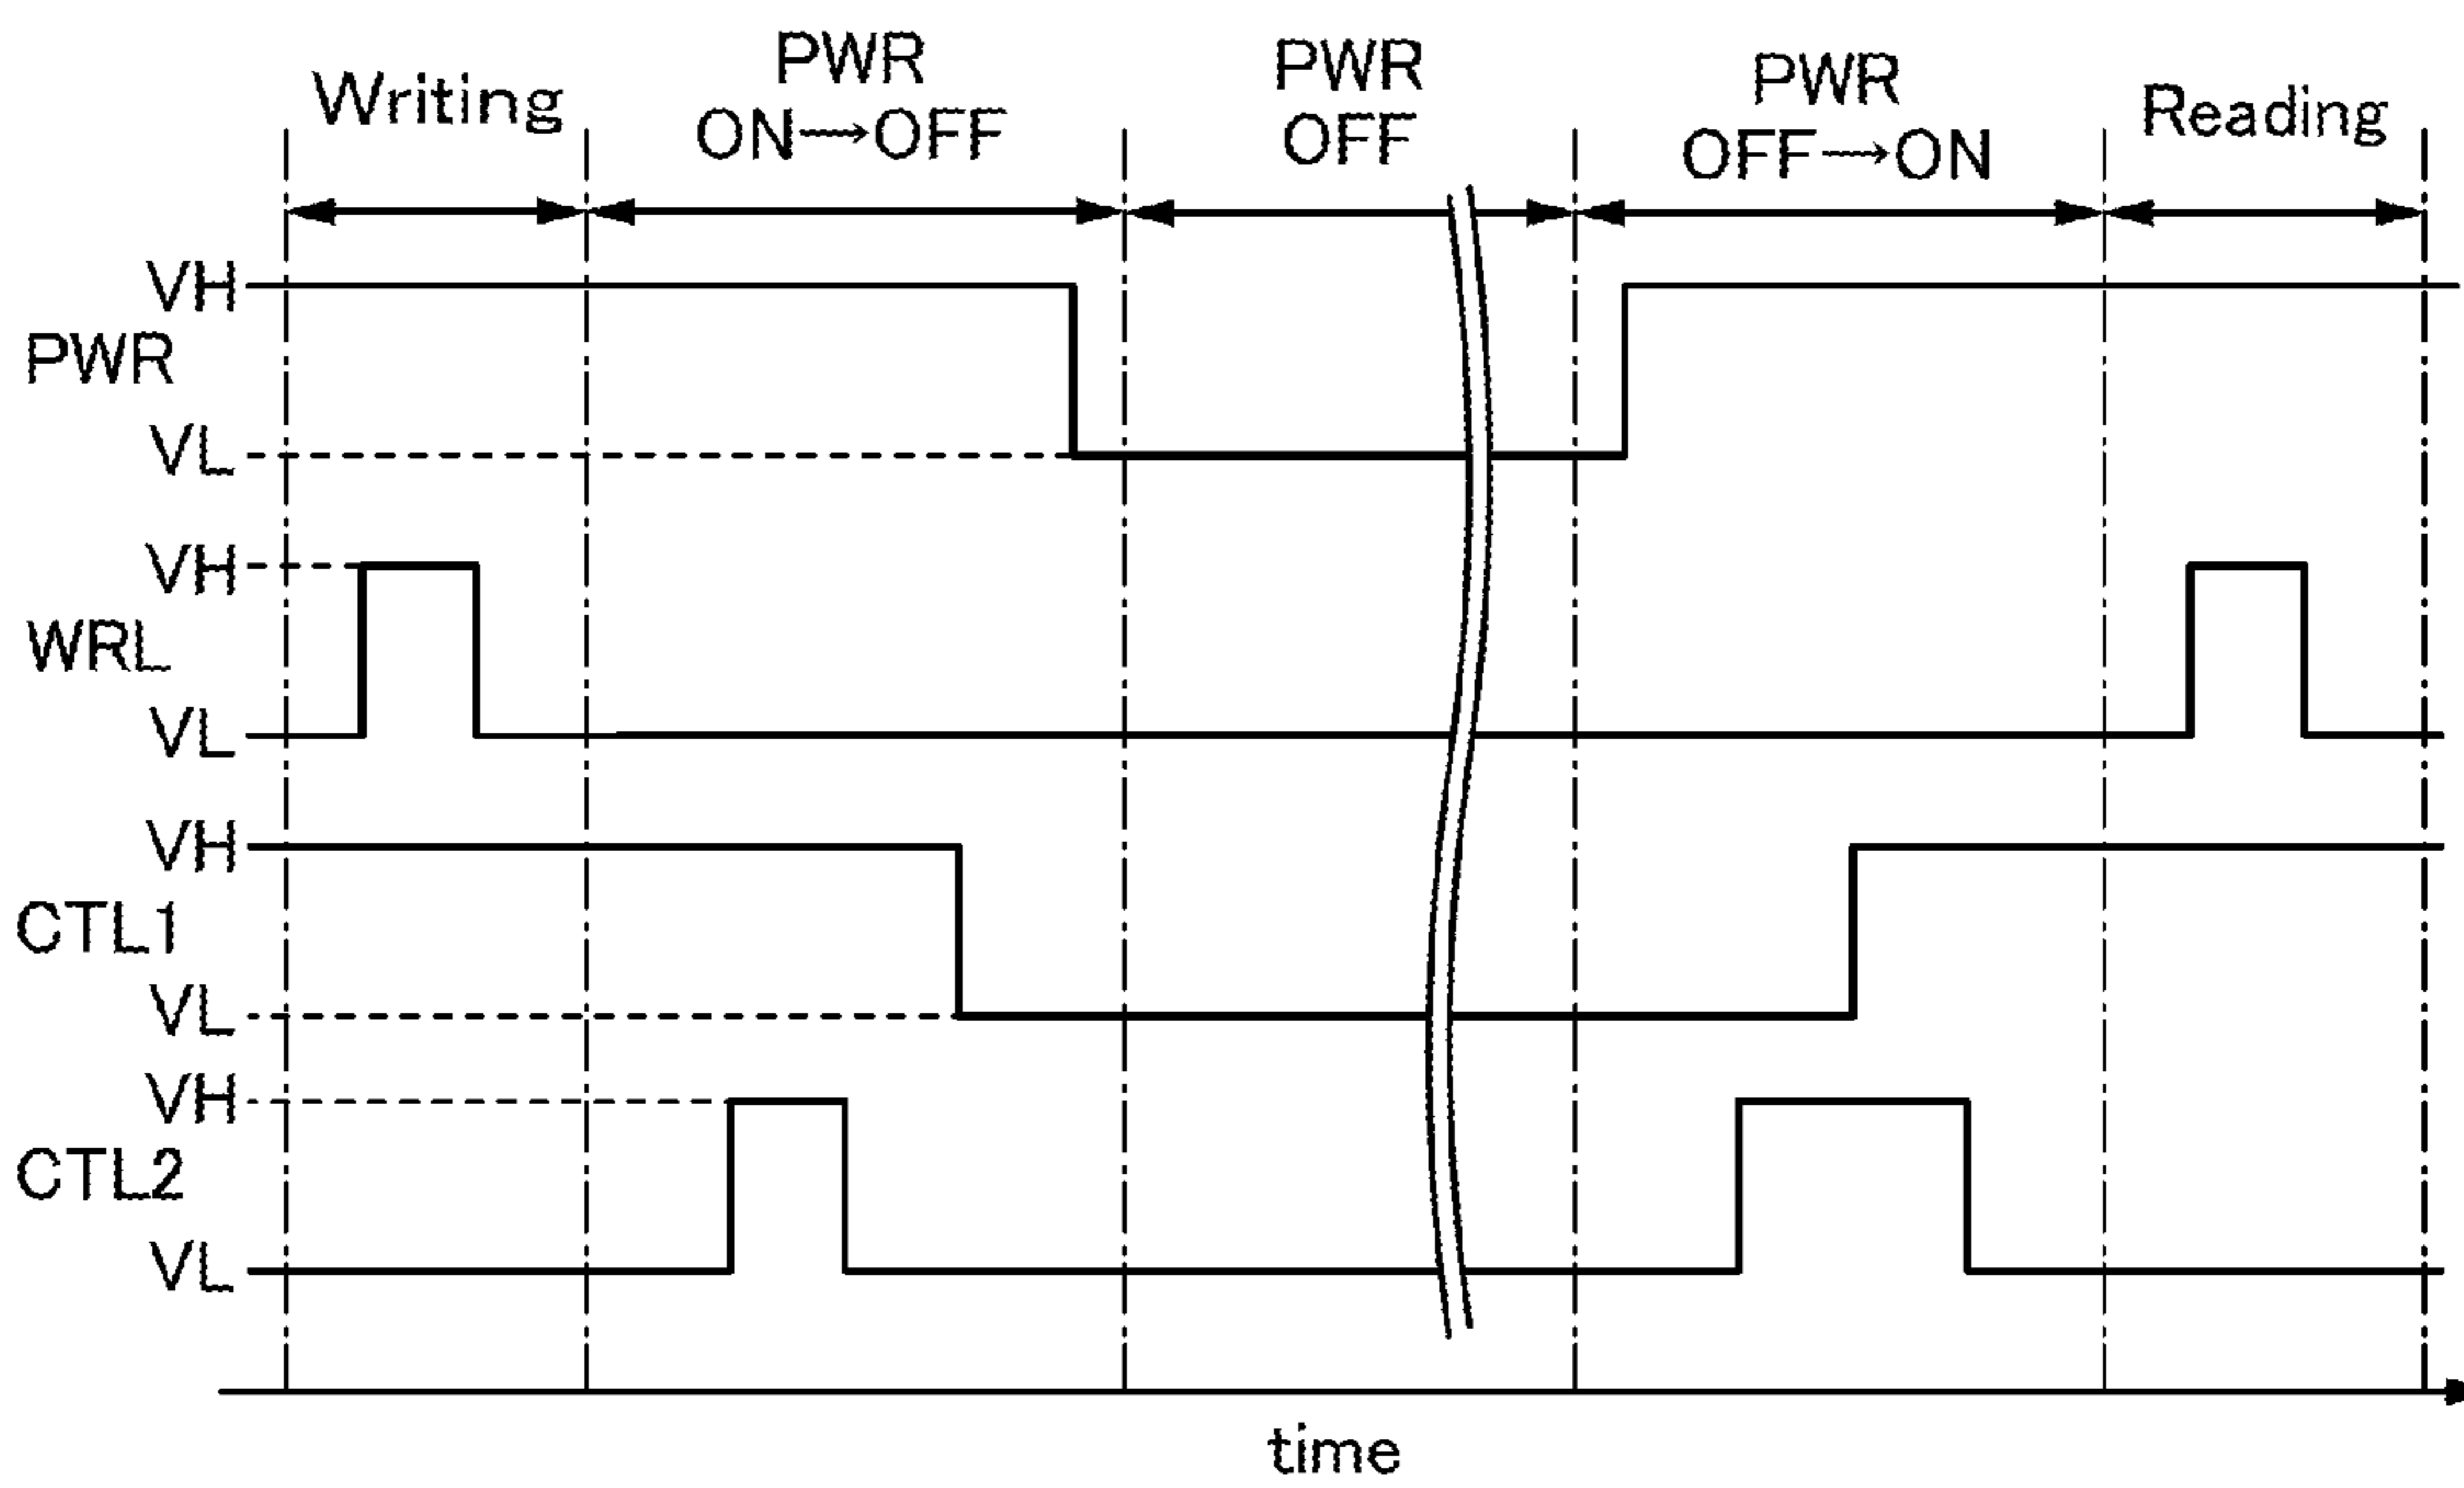 Writing
PWR
ON→OFF
PWR
OFF
PWR
OFF→ON
Reading
VH
PWR
VL
VH
WRL
VL
VH
CTL1
VL
VH
CTL2
VL
time